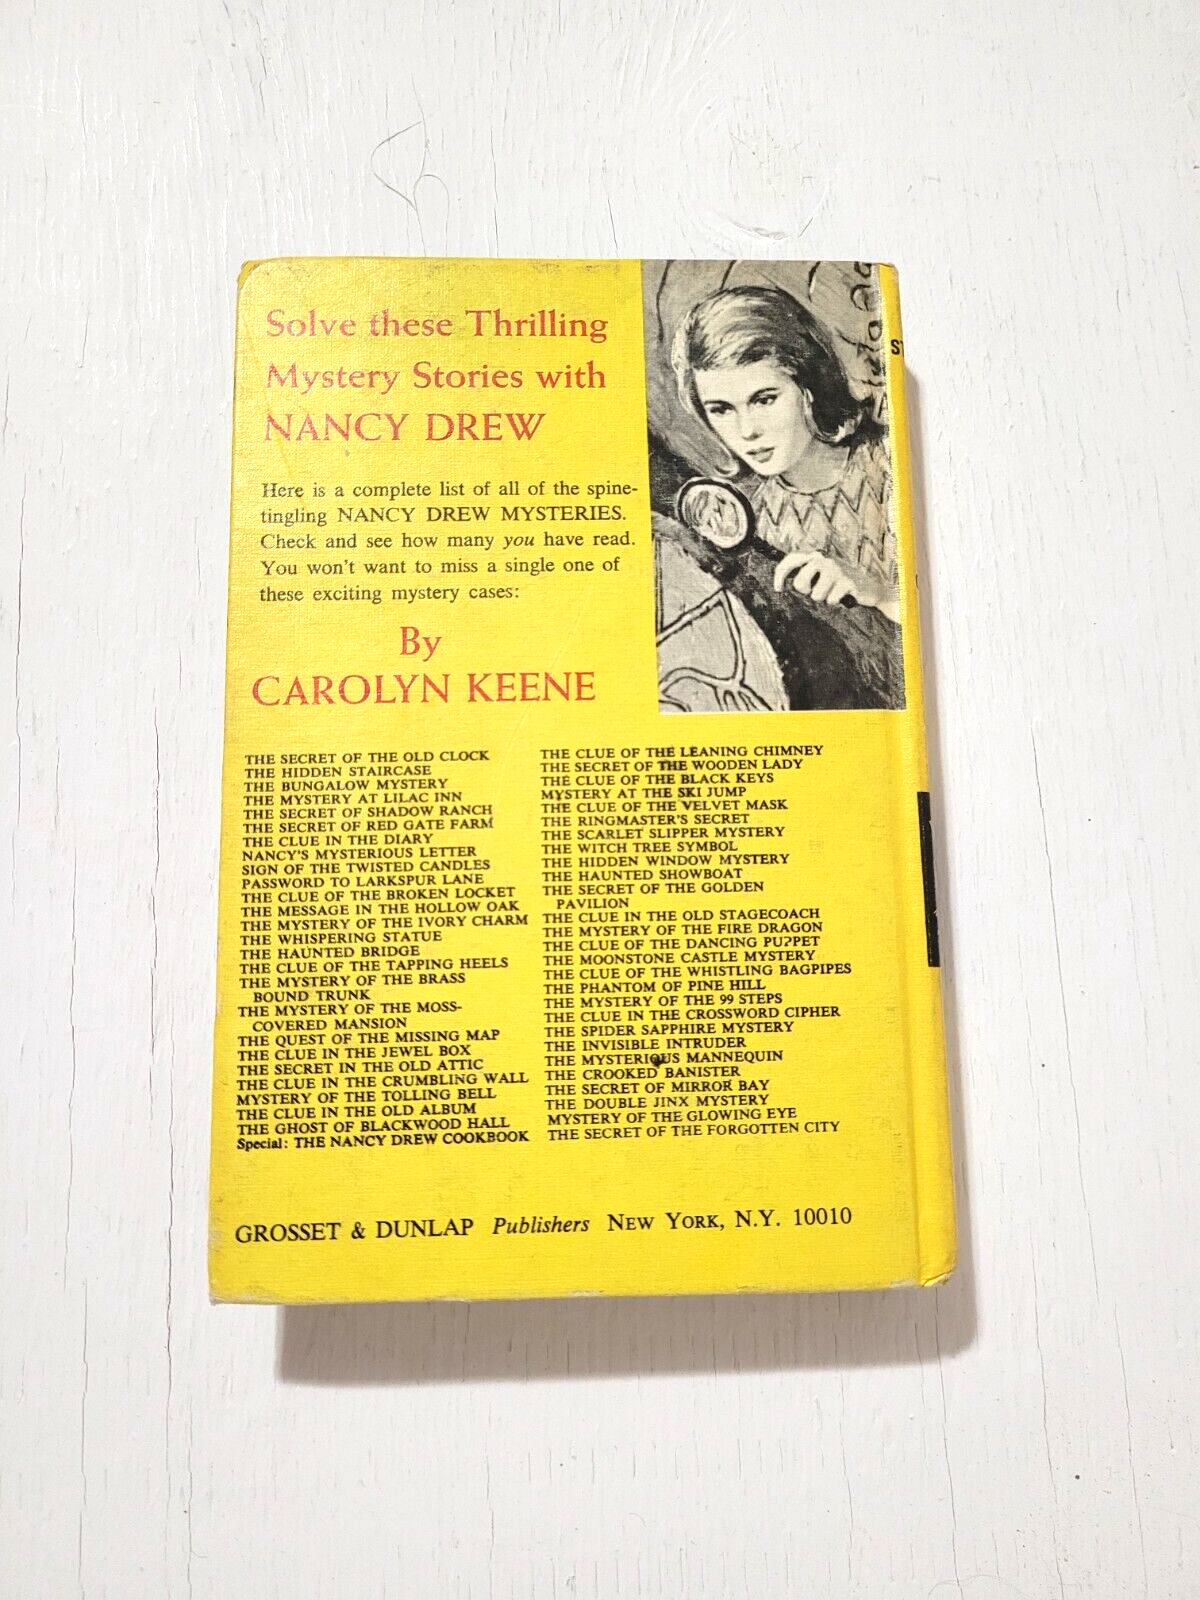 Solve these Thrilling
Mystery Stories with
NANCY DREW
Here is a complete list of all of the spine-
tingling NANCY DREW MYSTERIES.
Check and see how many you have read.
You won't want to miss a single one of
these exciting mystery cases:
By
CAROLYN KEENE
THE SECRET OF THE OLD CLOCK
THE HIDDEN STAIRCASE
THE BUNGALOW MYSTERY
THE MYSTERY AT LILAC INN
THE SECRET OF SHADOW RANCH
THE SECRET OF RED GATE FARM
THE CLUE IN THE DIARY
NANCY'S MYSTERIOUS LETTER
SIGN OF THE TWISTED CANDLES
PASSWORD TO LARKSPUR LANE
THE CLUE OF THE BROKEN LOCKET
THE MESSAGE IN THE HOLLOW OAK
THE MYSTERY OF THE IVORY CHARM
THE WHISPERING STATUE
THE HAUNTED BRIDGE
THE CLUE OF THE TAPPING HEELS
THE MYSTERY OF THE BRASS
BOUND TRUNK
THE MYSTERY OF THE MOSS-
COVERED MANSION
THE QUEST OF THE MISSING MAP
THE CLUE IN THE JEWEL BOX
THE SECRET IN THE OLD ATTIC
THE CLUE IN THE CRUMBLING WALL
MYSTERY OF THE TOLLING BELL
THE CLUE IN THE OLD ALBUM
THE GHOST OF BLACKWOOD HALL
Special: THE NANCY DREW COOKBOOK
THE CLUE OF THE LEANING CHIMNEY
THE SECRET OF THE WOODEN LADY
THE CLUE OF THE BLACK KEYS
MYSTERY AT THE SKI JUMP
THE CLUE OF THE VELVET MASK
THE RINGMASTER'S SECRET
THE SCARLET SLIPPER MYSTERY
THE WITCH TREE SYMBOL
THE HIDDEN WINDOW MYSTERY
THE HAUNTED SHOWBOAT
THE SECRET OF THE GOLDEN
PAVILION
THE CLUE IN THE OLD STAGECOACH
THE MYSTERY OF THE FIRE DRAGON
THE CLUE OF THE DANCING PUPPET
THE MOONSTONE CASTLE MYSTERY
THE CLUE OF THE WHISTLING BAGPIPES
THE PHANTOM OF PINE HILL
THE MYSTERY OF THE 99 STEPS
THE CLUE IN THE CROSSWORD CIPHER
THE SPIDER SAPPHIRE MYSTERY
THE INVISIBLE INTRUDER
THE MYSTERIOUS MANNEQUIN
THE CROOKED BANISTER
THE SECRET OF MIRROR BAY
THE DOUBLE JINX MYSTERY
MYSTERY OF THE GLOWING EYE
THE SECRET OF THE FORGOTTEN CITY
GROSSET & DUNLAP Publishers NEW YORK, N.Y. 10010